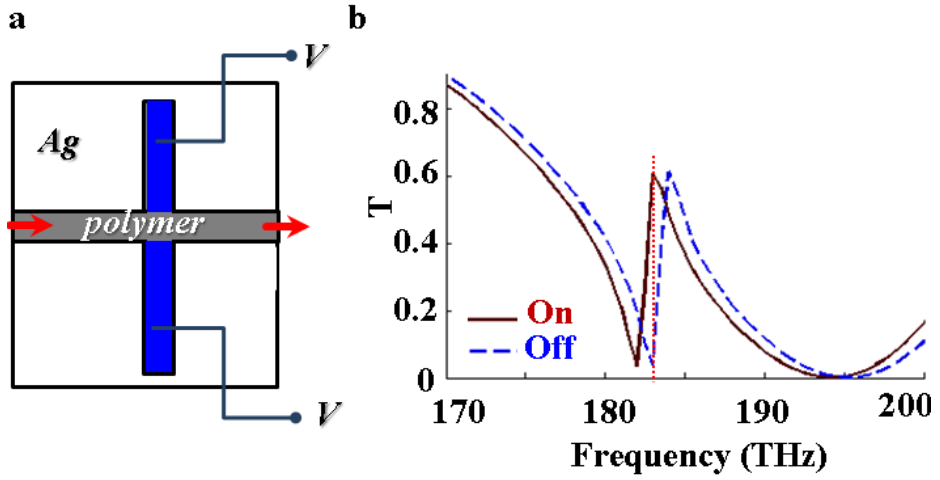 a
V
Ag
polymer
V
b
T
0.8
0.6
0.4
0.2
0
On
Off
170
180
190
200
Frequency (THz)